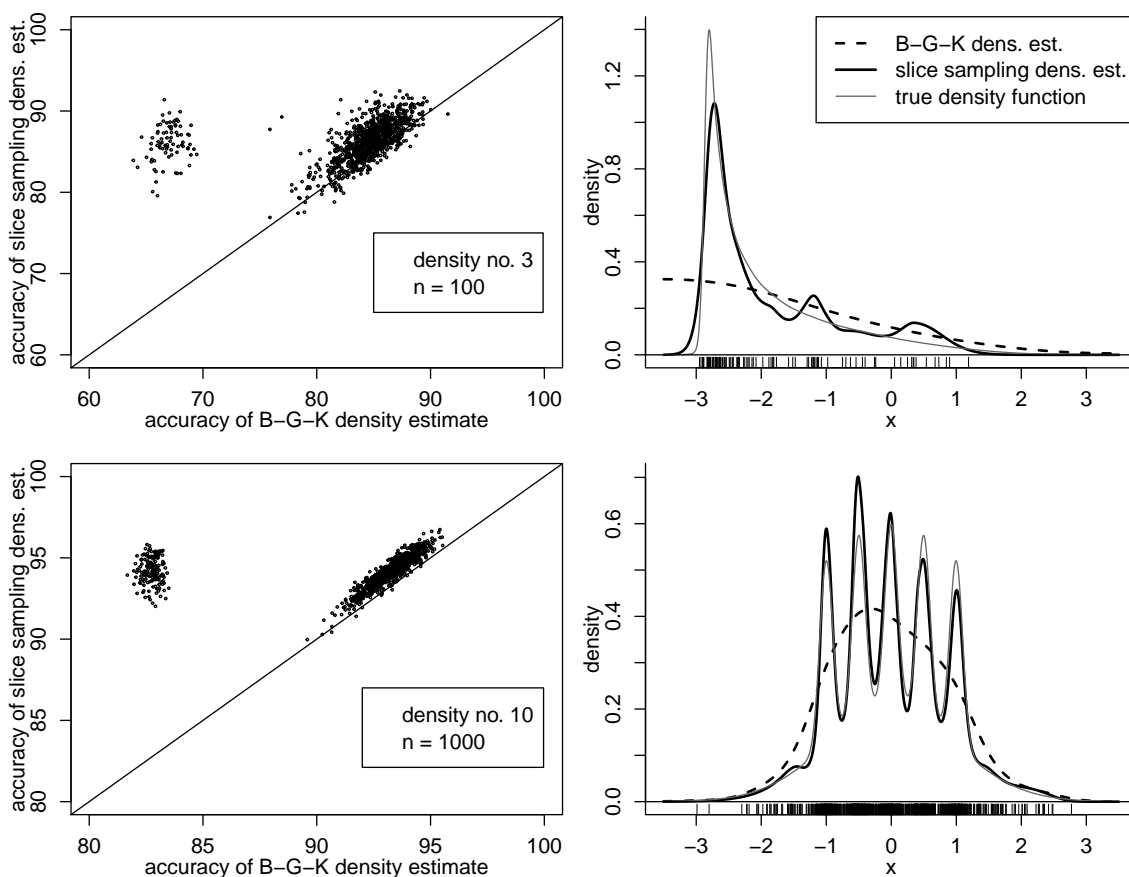 accuracy of slice sampling dens. est.
100
90
80
70
60
density no. 3
n = 100
60 70 80 90 100
accuracy of B−G−K density estimate
density
1.2
0.8
0.4
0.0
B−G−K dens. est.
slice sampling dens. est.
true density function
−3 −2 −1 0 1 2 3
x
accuracy of slice sampling dens. est.
100
95
90
85
80
density no. 10
n = 1000
80 85 90 95 100
accuracy of B−G−K density estimate
density
0.6
0.4
0.2
0.0
−3 −2 −1 0 1 2 3
x